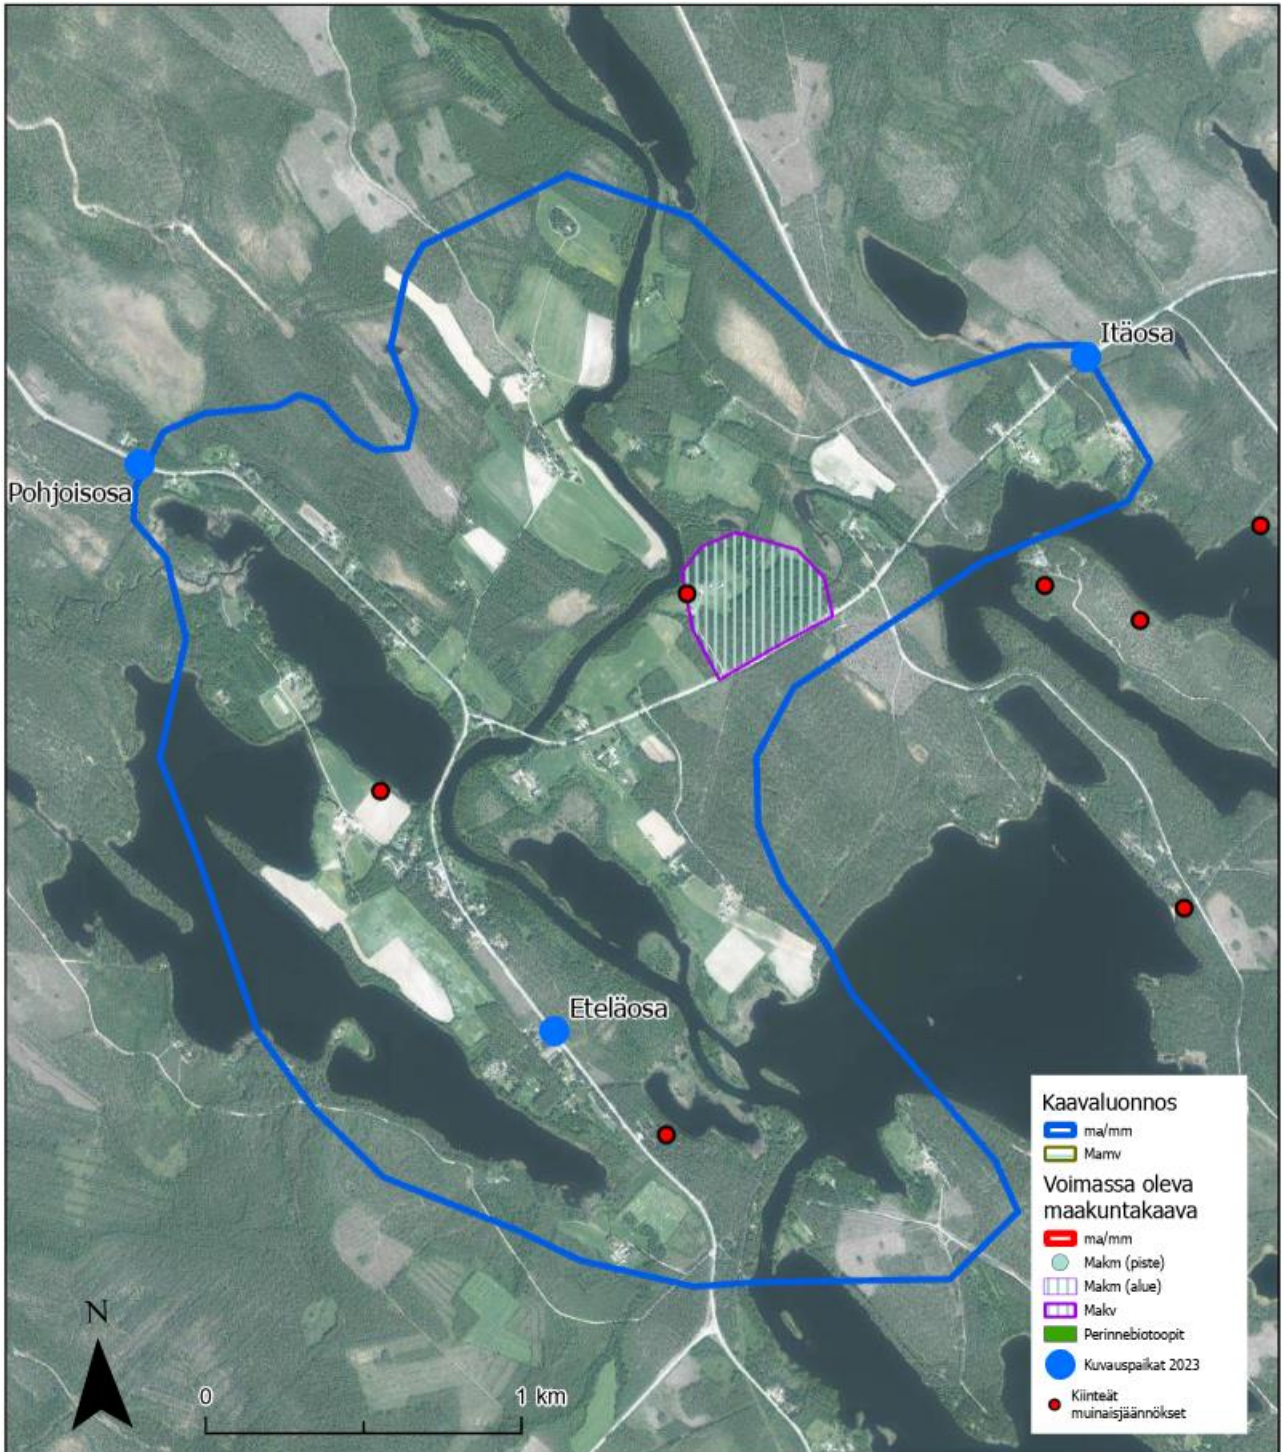 Itäosa
Pohjoisosa
Eteläosa
Kaavaluonnos
ma/mm
Mamv
Voimassa oleva
maakuntakaava
ma/mm
Makm (piste)
Makm (alue)
Makv
Perinnebiotoopit
Kuvauspaikat 2023
Kiinteät
muinaisjäännökset
N
0 1 km